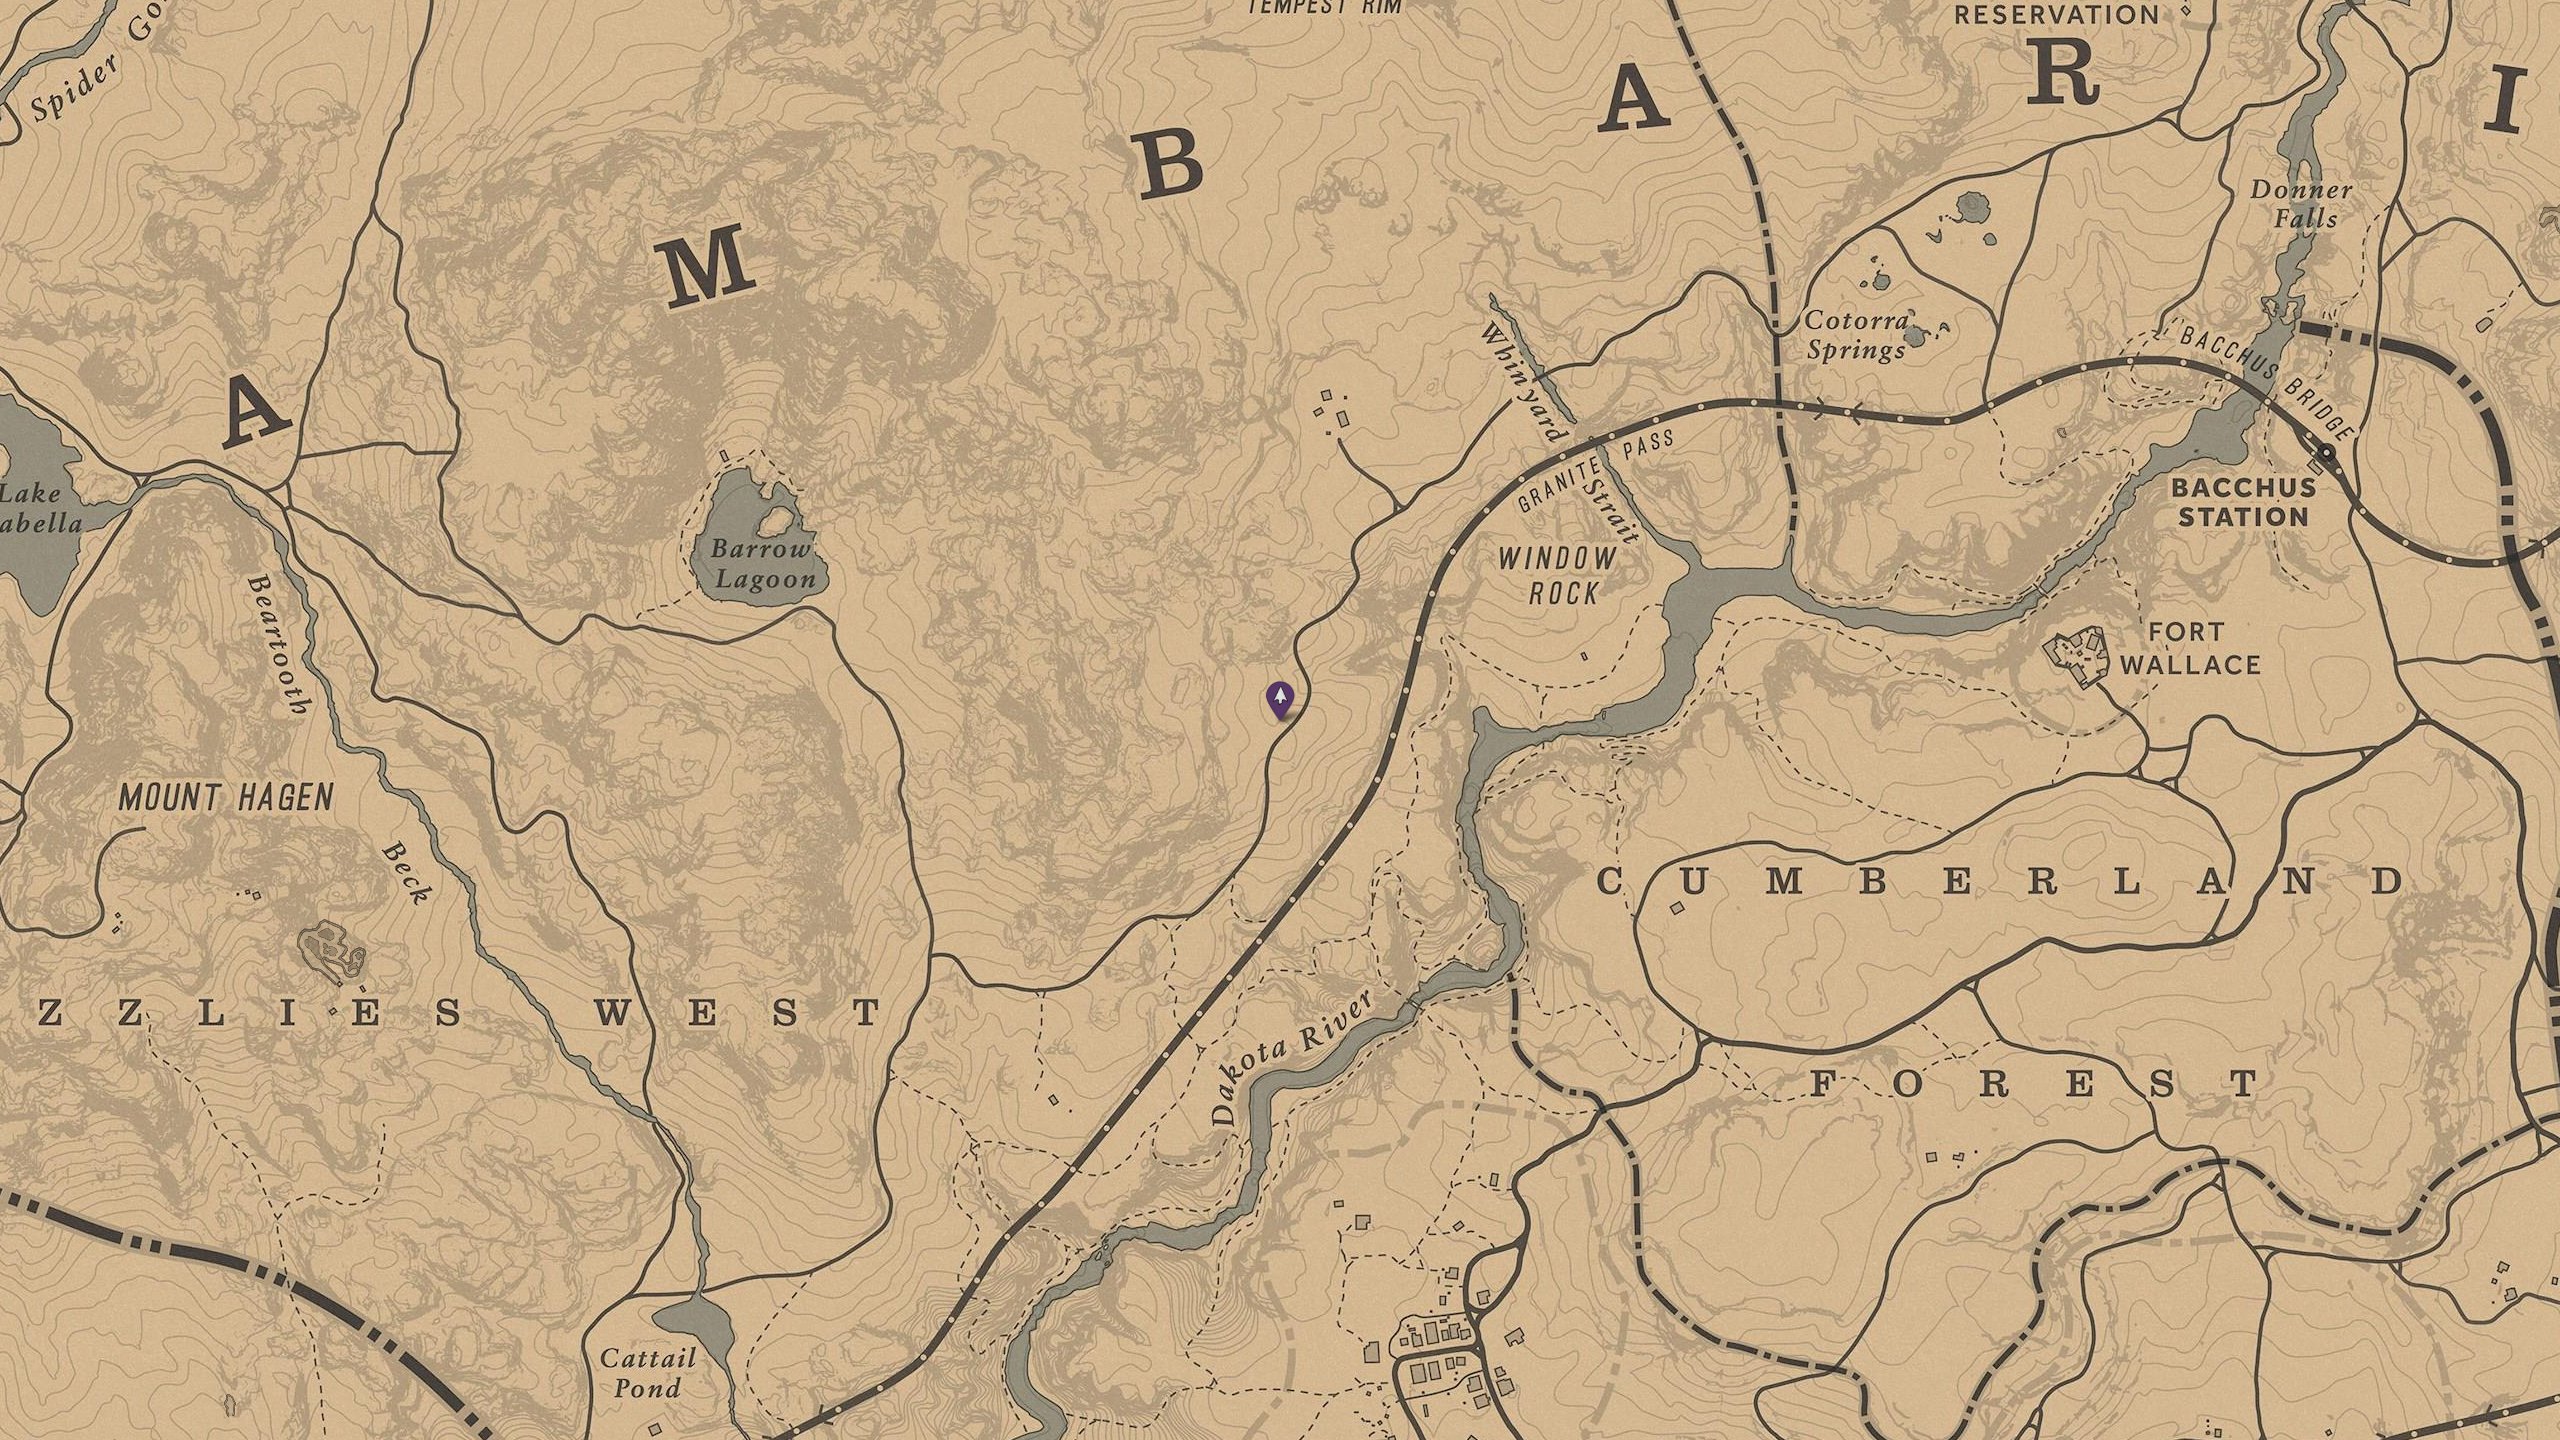 TEMPEST RIM
RESERVATION
Spider Go
A M B A R I
Donner
Falls
Whinyard
Strait
Cotorra
Springs
BACCHUS BRIDGE
GRANITE PASS
Lake
abella
Barrow
Lagoon
BACCHUS
STATION
WINDOW
ROCK
Beartooth
Beck
FORT
WALLACE
MOUNT HAGEN
CUMBERLAND
FOREST
ZZLIES WEST
Dakota River
Cattail
Pond